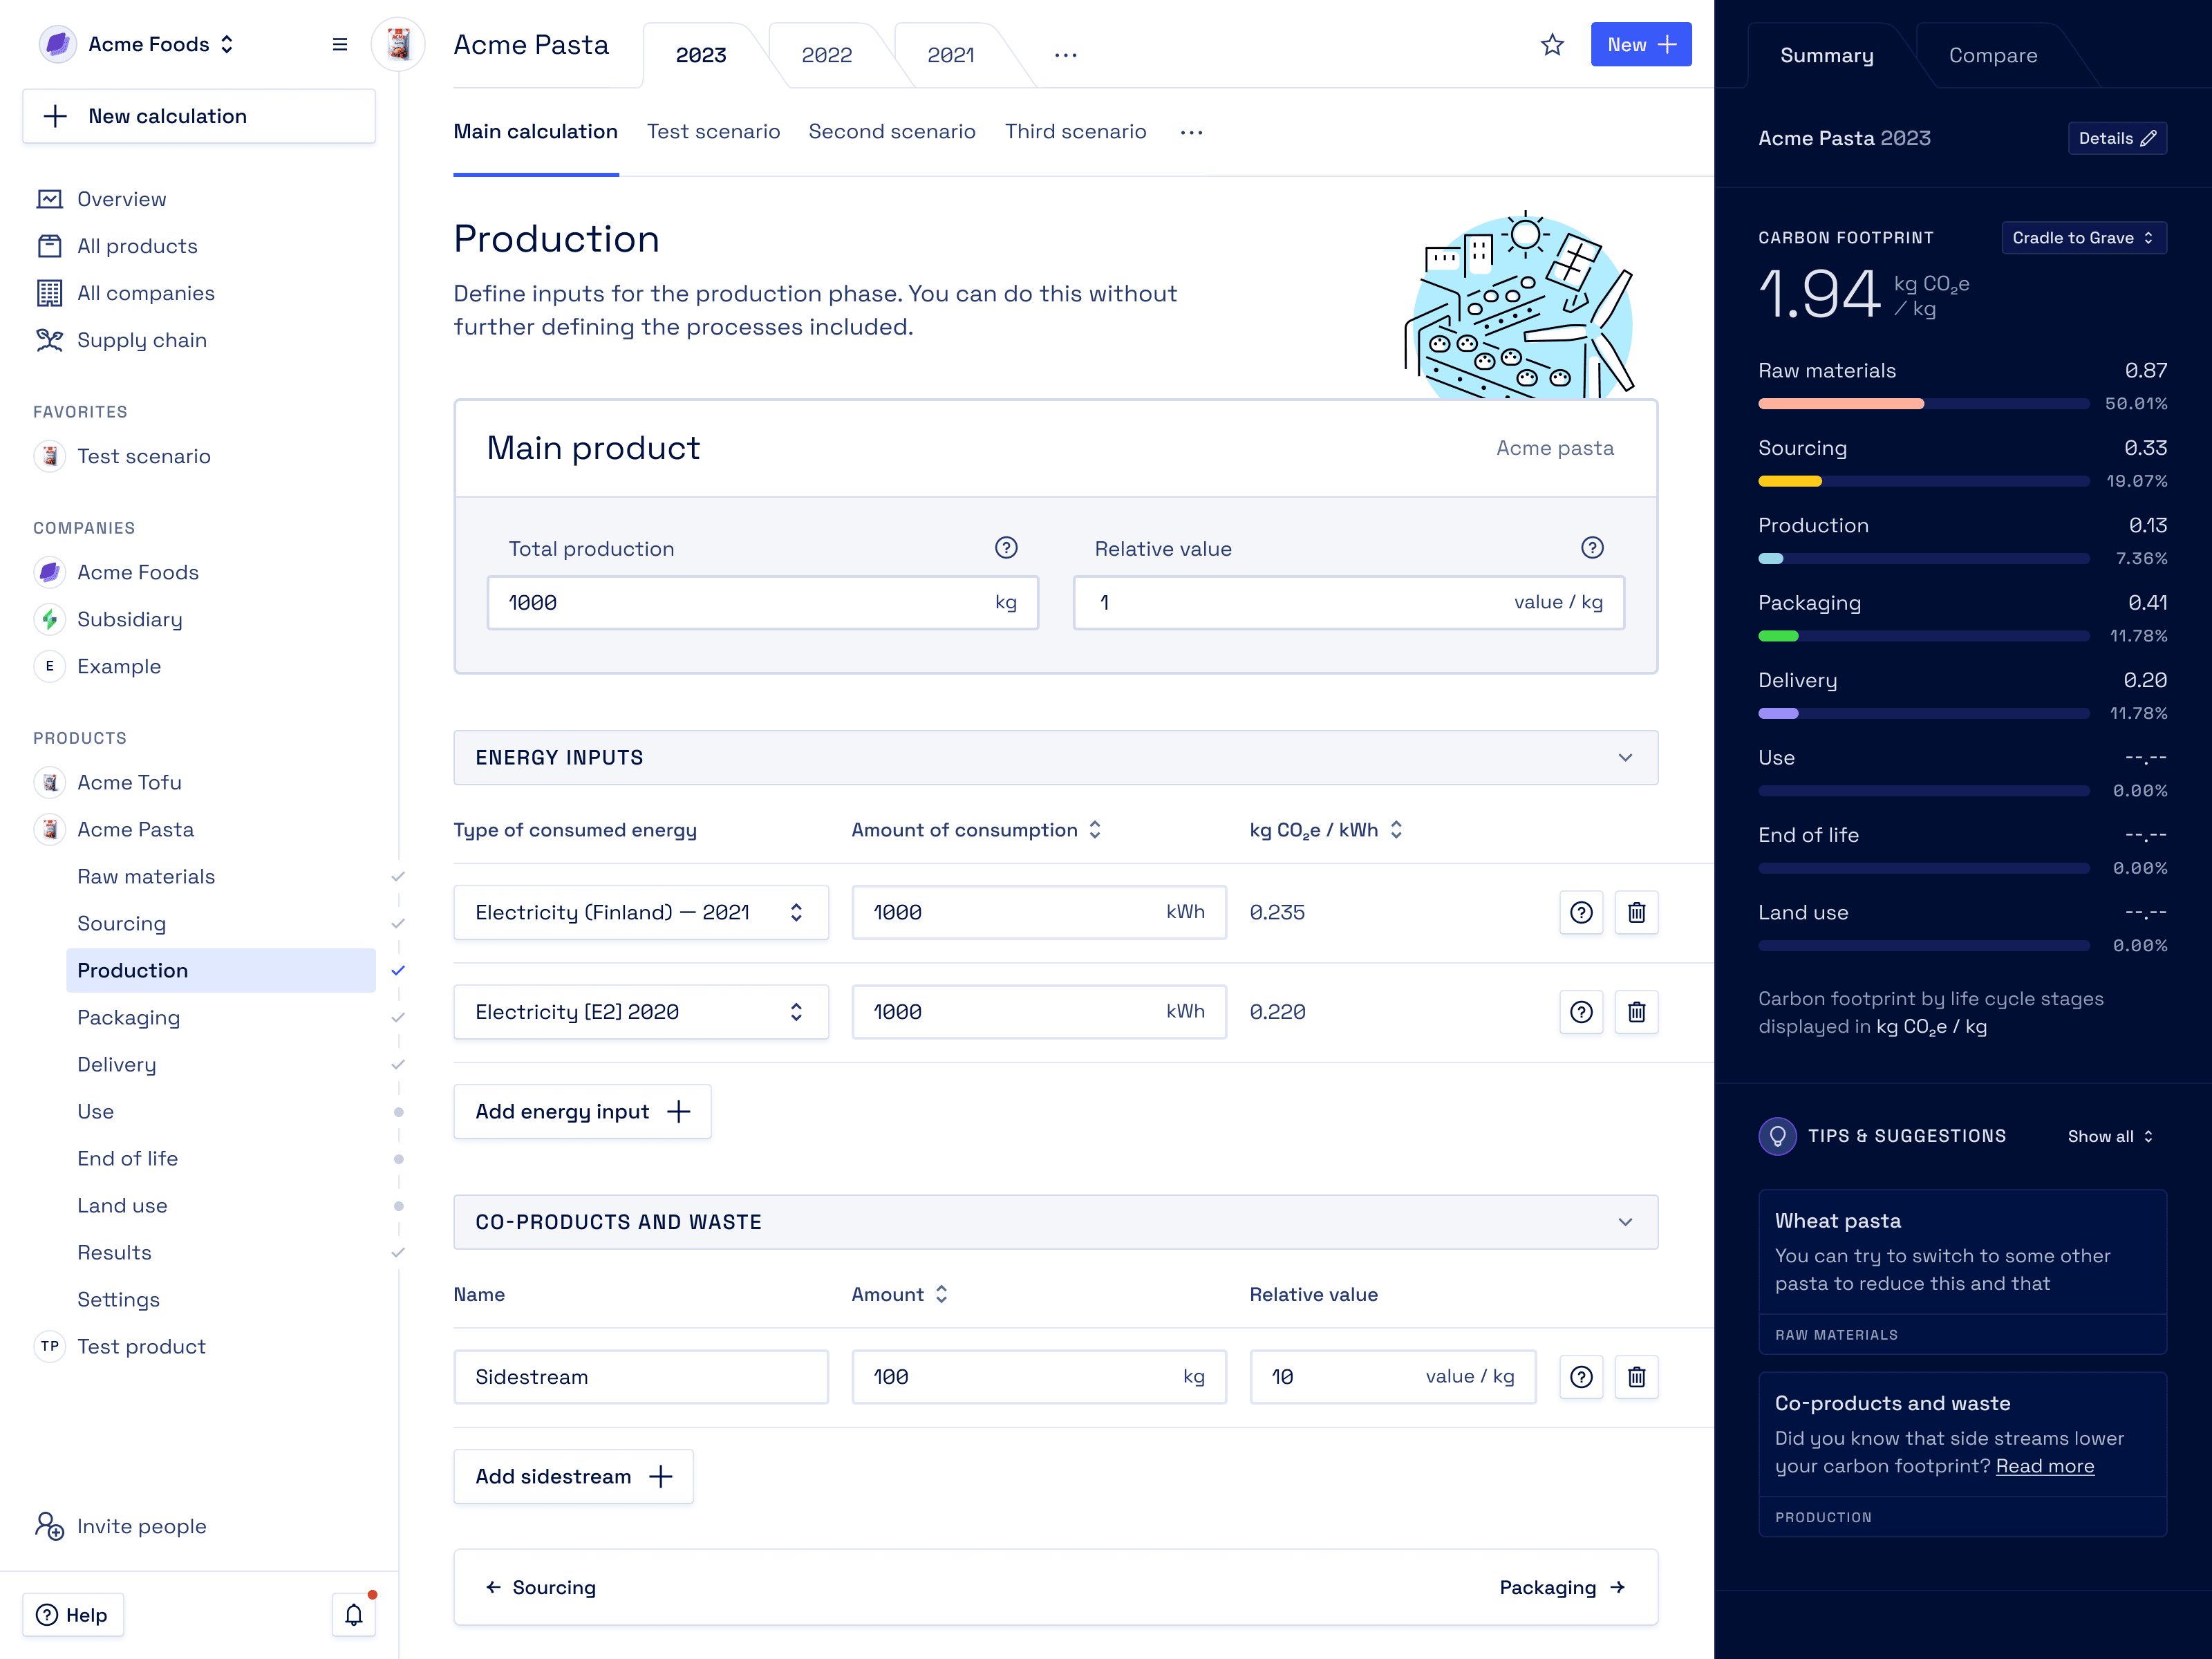 Acme Foods
New calculation
Overview
All products
All companies
Supply chain
FAVORITES
Test scenario
COMPANIES
Acme Foods
Subsidiary
E Example
PRODUCTS
Acme Tofu
Acme Pasta
Raw materials
Sourcing
Production
Packaging
Delivery
Use
End of life
Land use
Results
Settings
TP Test product
Invite people
Help
Acme Pasta
2023
2022
2021
New
Main calculation
Test scenario
Second scenario
Third scenario
Production
Define inputs for the production phase. You can do this without
further defining the processes included.
Main product
Acme pasta
Total production
Relative value
1000 kg
1 value / kg
ENERGY INPUTS
Type of consumed energy
Amount of consumption
kg CO₂e / kWh
Electricity (Finland) — 2021
1000 kWh
0.235
Electricity [E2] 2020
1000 kWh
0.220
Add energy input
CO-PRODUCTS AND WASTE
Name
Amount
Relative value
Sidestream
100 kg
10 value / kg
Add sidestream
← Sourcing
Packaging →
Summary
Compare
Acme Pasta 2023
Details
CARBON FOOTPRINT
Cradle to Grave
1.94 kg CO₂e
/ kg
Raw materials 0.87
50.01%
Sourcing 0.33
19.07%
Production 0.13
7.36%
Packaging 0.41
11.78%
Delivery 0.20
11.78%
Use --.--
0.00%
End of life --.--
0.00%
Land use --.--
0.00%
Carbon footprint by life cycle stages
displayed in kg CO₂e / kg
TIPS & SUGGESTIONS
Show all
Wheat pasta
You can try to switch to some other
pasta to reduce this and that
RAW MATERIALS
Co-products and waste
Did you know that side streams lower
your carbon footprint? Read more
PRODUCTION